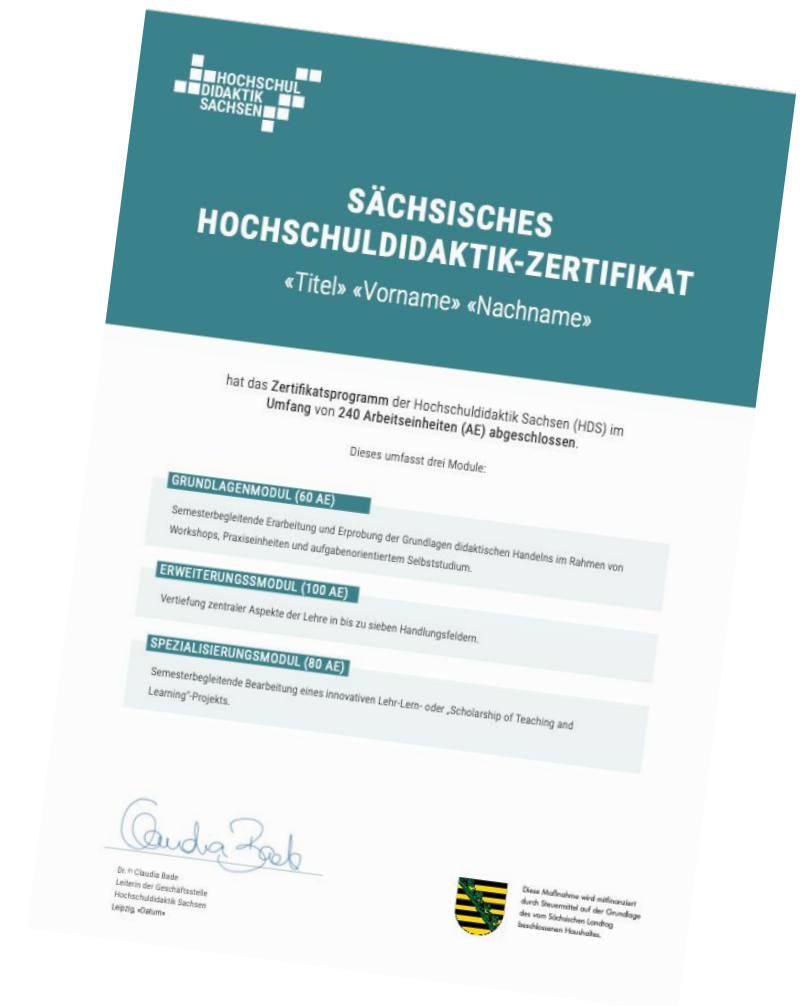 HOCHSCHUL
DIDAKTIK
SACHSEN
SÄCHSISCHES
HOCHSCHULDIDAKTIK-ZERTIFIKAT
«Titel» «Vorname» «Nachname»
hat das Zertifikatsprogramm der Hochschuldidaktik Sachsen (HDS) im
Umfang von 240 Arbeitseinheiten (AE) abgeschlossen.
Dieses umfasst drei Module:
GRUNDLAGENMODUL (60 AE)
Semesterbegleitende Erarbeitung und Erprobung der Grundlagen didaktischen Handelns im Rahmen von
Workshops, Praxiseinheiten und aufgabenorientiertem Selbststudium.
ERWEITERUNGSSMODUL (100 AE)
Vertiefung zentraler Aspekte der Lehre in bis zu sieben Handlungsfeldern.
SPEZIALISIERUNGSMODUL (80 AE)
Semesterbegleitende Bearbeitung eines innovativen Lehr-Lern- oder „Scholarship of Teaching and
Learning“-Projekts.
Claudia Bade
Dr. in Claudia Bade
Leiterin der Geschäftsstelle
Hochschuldidaktik Sachsen
Leipzig, «Datum»
Diese Maßnahme wird mitfinanziert
durch Steuermittel auf der Grundlage
des vom Sächsischen Landtag
beschlossenen Haushaltes.